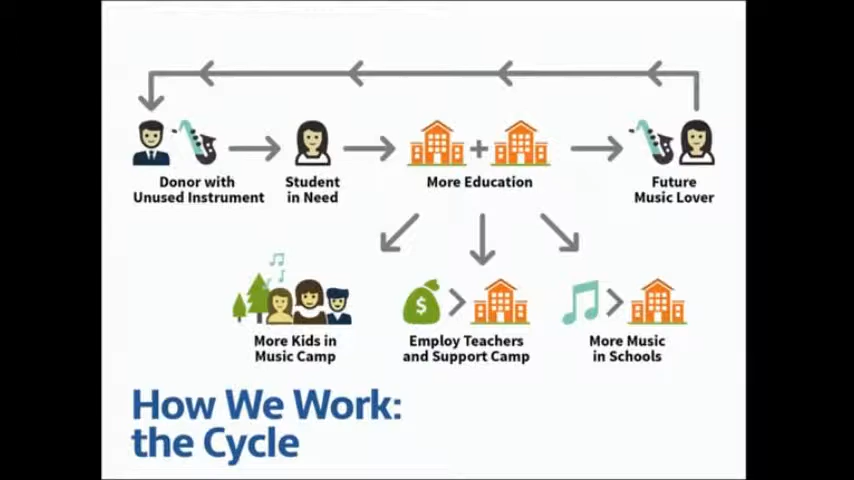 Donor with
Unused Instrument
Student
in Need
More Education
Future
Music Lover
More Kids in
Music Camp
$
Employ Teachers
and Support Camp
More Music
in Schools
How We Work:
the Cycle